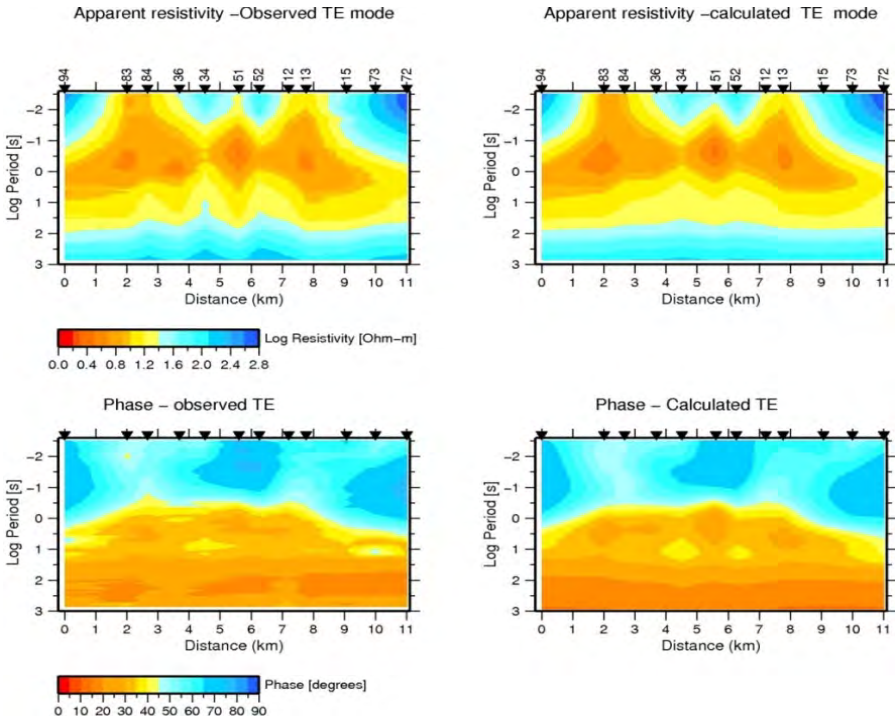 Apparent resistivity –Observed TE mode
94 83 84 36 34 51 52 12 13 15 73 72
Log Period [s]
–2
–1
0
1
2
3
0 1 2 3 4 5 6 7 8 9 10 11
Distance (km)
Log Resistivity [Ohm–m]
0.0 0.4 0.8 1.2 1.6 2.0 2.4 2.8
Apparent resistivity –calculated TE mode
94 83 84 36 34 51 52 12 13 15 73 72
Log Period [s]
–2
–1
0
1
2
3
0 1 2 3 4 5 6 7 8 9 10 11
Distance (km)
Phase – observed TE
Log Period [s]
–2
–1
0
1
2
3
0 1 2 3 4 5 6 7 8 9 10 11
Distance (km)
Phase [degrees]
0 10 20 30 40 50 60 70 80 90
Phase – Calculated TE
Log Period [s]
–2
–1
0
1
2
3
0 1 2 3 4 5 6 7 8 9 10 11
Distance (km)